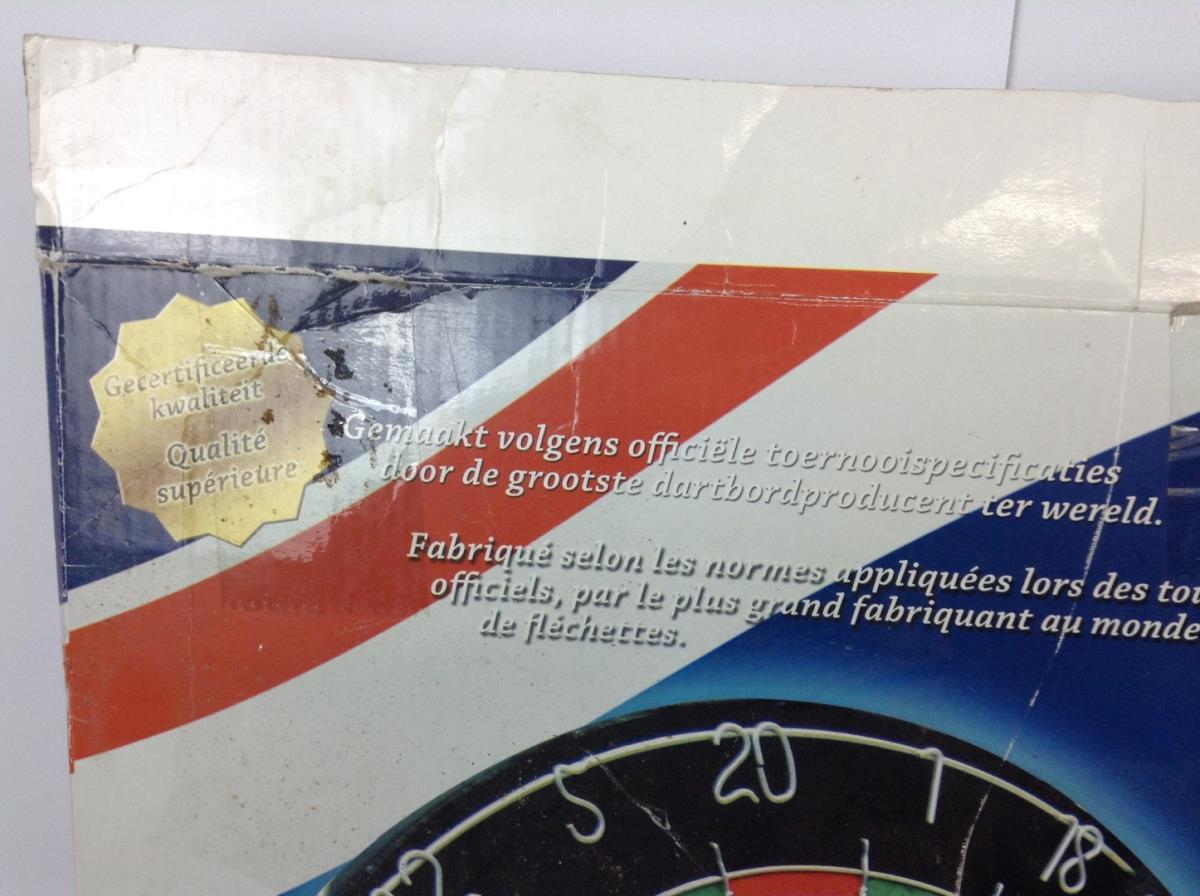 Gecertificeerde
kwaliteit
Qualité
supérieure
Gemaakt volgens officiële toernooispecificaties
door de grootste dartbordproducent ter wereld.
Fabriqué selon les normes appliquées lors des tou
officiels, par le plus grand fabriquant au monde
de fléchettes.
20
5
1
18